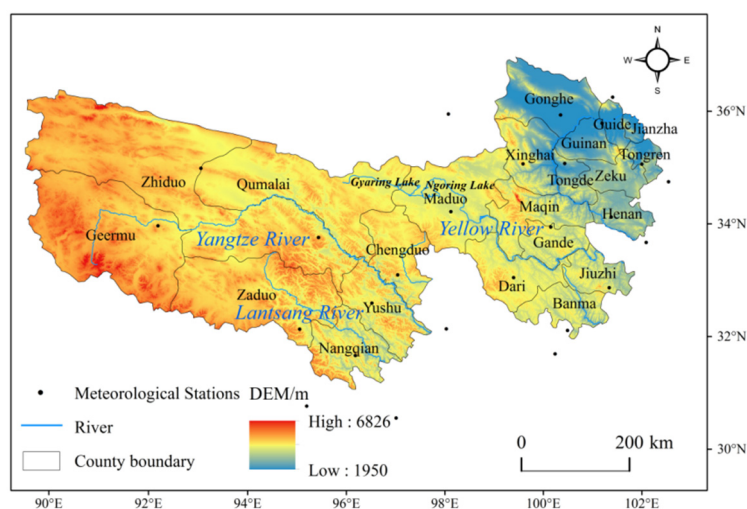 N
W E
S
36°N
34°N
32°N
30°N
Gonghe
Guide
Jianzha
Guinan
Xinghai
Tongren
Tongde
Zeku
Zhiduo
Qumalai
Gyaring Lake
Ngoring Lake
Maduo
Maqin
Henan
Geermu
Yangtze River
Yellow River
Chengduo
Gande
Jiuzhi
Dari
Banma
Zaduo
Lantsang River
Yushu
Nangqian
Meteorological Stations
River
County boundary
DEM/m
High : 6826
Low : 1950
0 200 km
90°E 92°E 94°E 96°E 98°E 100°E 102°E